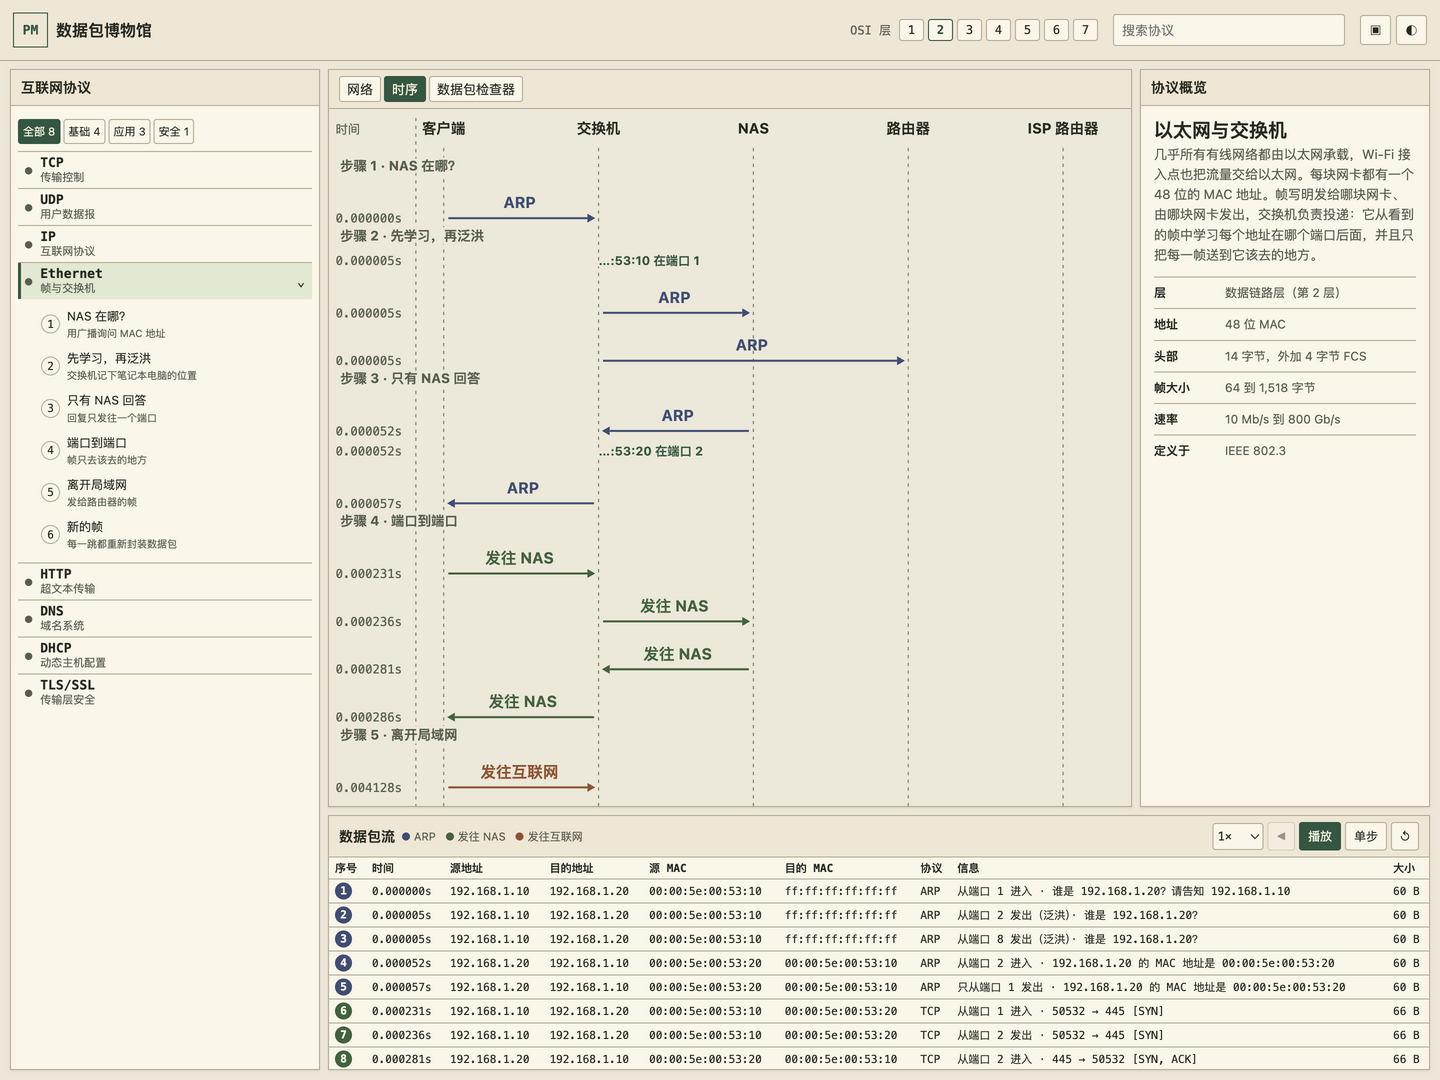 PM 数据包博物馆 OSI 层 1 2 3 4 5 6 7 搜索协议
互联网协议
全部 8 基础 4 应用 3 安全 1
TCP
传输控制
UDP
用户数据报
IP
互联网协议
Ethernet
帧与交换机
1 NAS 在哪?
用广播询问 MAC 地址
2 先学习，再泛洪
交换机记下笔记本电脑的位置
3 只有 NAS 回答
回复只发往一个端口
4 端口到端口
帧只去该去的地方
5 离开局域网
发给路由器的帧
6 新的帧
每一跳都重新封装数据包
HTTP
超文本传输
DNS
域名系统
DHCP
动态主机配置
TLS/SSL
传输层安全
网络 时序 数据包检查器
时间 客户端 交换机 NAS 路由器 ISP 路由器
步骤 1 · NAS 在哪?
ARP
0.000000s
步骤 2 · 先学习，再泛洪
0.000005s …:53:10 在端口 1
ARP
0.000005s
ARP
0.000005s
步骤 3 · 只有 NAS 回答
ARP
0.000052s
0.000052s …:53:20 在端口 2
ARP
0.000057s
步骤 4 · 端口到端口
发往 NAS
0.000231s
发往 NAS
0.000236s
发往 NAS
0.000281s
发往 NAS
0.000286s
步骤 5 · 离开局域网
发往互联网
0.004128s
协议概览
以太网与交换机
几乎所有有线网络都由以太网承载，Wi-Fi 接
入点也把流量交给以太网。每块网卡都有一个
48 位的 MAC 地址。帧写明发给哪块网卡、
由哪块网卡发出，交换机负责投递：它从看到
的帧中学习每个地址在哪个端口后面，并且只
把每一帧送到它该去的地方。
层 数据链路层（第 2 层）
地址 48 位 MAC
头部 14 字节，外加 4 字节 FCS
帧大小 64 到 1,518 字节
速率 10 Mb/s 到 800 Gb/s
定义于 IEEE 802.3
数据包流 ARP 发往 NAS 发往互联网 1× 播放 单步
序号 时间 源地址 目的地址 源 MAC 目的 MAC 协议 信息 大小
1 0.000000s 192.168.1.10 192.168.1.20 00:00:5e:00:53:10 ff:ff:ff:ff:ff:ff ARP 从端口 1 进入 · 谁是 192.168.1.20? 请告知 192.168.1.10 60 B
2 0.000005s 192.168.1.10 192.168.1.20 00:00:5e:00:53:10 ff:ff:ff:ff:ff:ff ARP 从端口 2 发出（泛洪）· 谁是 192.168.1.20? 60 B
3 0.000005s 192.168.1.10 192.168.1.20 00:00:5e:00:53:10 ff:ff:ff:ff:ff:ff ARP 从端口 8 发出（泛洪）· 谁是 192.168.1.20? 60 B
4 0.000052s 192.168.1.20 192.168.1.10 00:00:5e:00:53:20 00:00:5e:00:53:10 ARP 从端口 2 进入 · 192.168.1.20 的 MAC 地址是 00:00:5e:00:53:20 60 B
5 0.000057s 192.168.1.20 192.168.1.10 00:00:5e:00:53:20 00:00:5e:00:53:10 ARP 只从端口 1 发出 · 192.168.1.20 的 MAC 地址是 00:00:5e:00:53:20 60 B
6 0.000231s 192.168.1.10 192.168.1.20 00:00:5e:00:53:10 00:00:5e:00:53:20 TCP 从端口 1 进入 · 50532 → 445 [SYN] 66 B
7 0.000236s 192.168.1.10 192.168.1.20 00:00:5e:00:53:10 00:00:5e:00:53:20 TCP 从端口 2 发出 · 50532 → 445 [SYN] 66 B
8 0.000281s 192.168.1.20 192.168.1.10 00:00:5e:00:53:20 00:00:5e:00:53:10 TCP 从端口 2 进入 · 445 → 50532 [SYN, ACK] 66 B